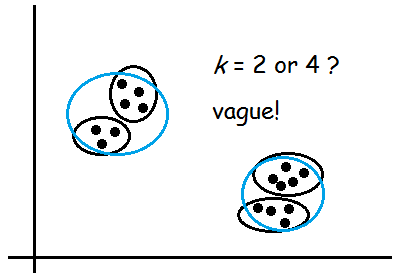 k = 2 or 4 ?
vague!